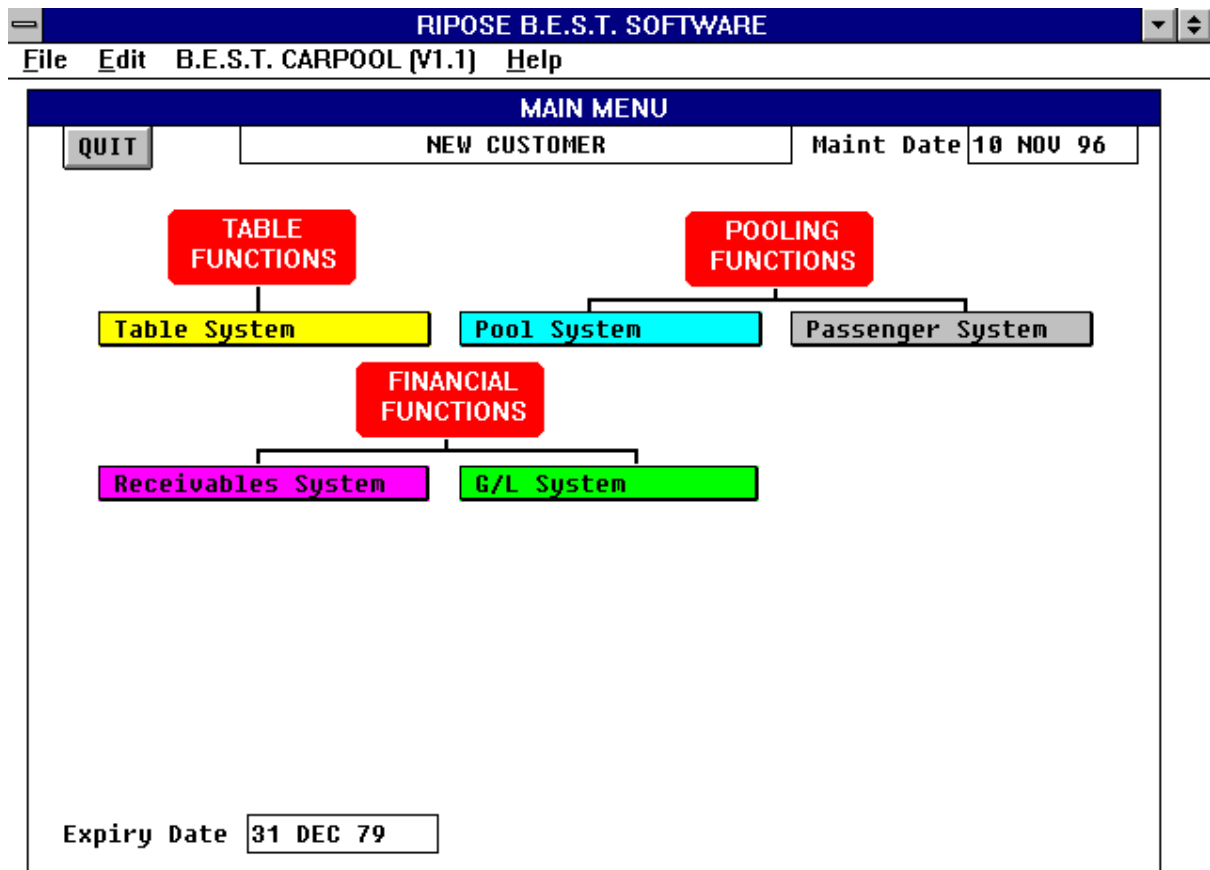 RIPOSE B.E.S.T. SOFTWARE
File Edit B.E.S.T. CARPOOL (V1.1) Help
MAIN MENU
QUIT NEW CUSTOMER Maint Date 10 NOV 96
TABLE
FUNCTIONS
POOLING
FUNCTIONS
Table System Pool System Passenger System
FINANCIAL
FUNCTIONS
Receivables System G/L System
Expiry Date 31 DEC 79